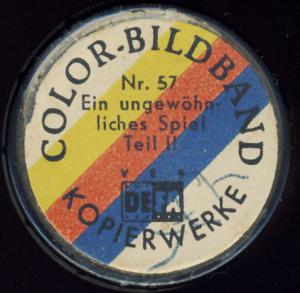 COLOR-BILDBAND
Nr. 57
Ein ungewöhn-
liches Spiel
Teil II
VEB
DEFA
KOPIERWERKE